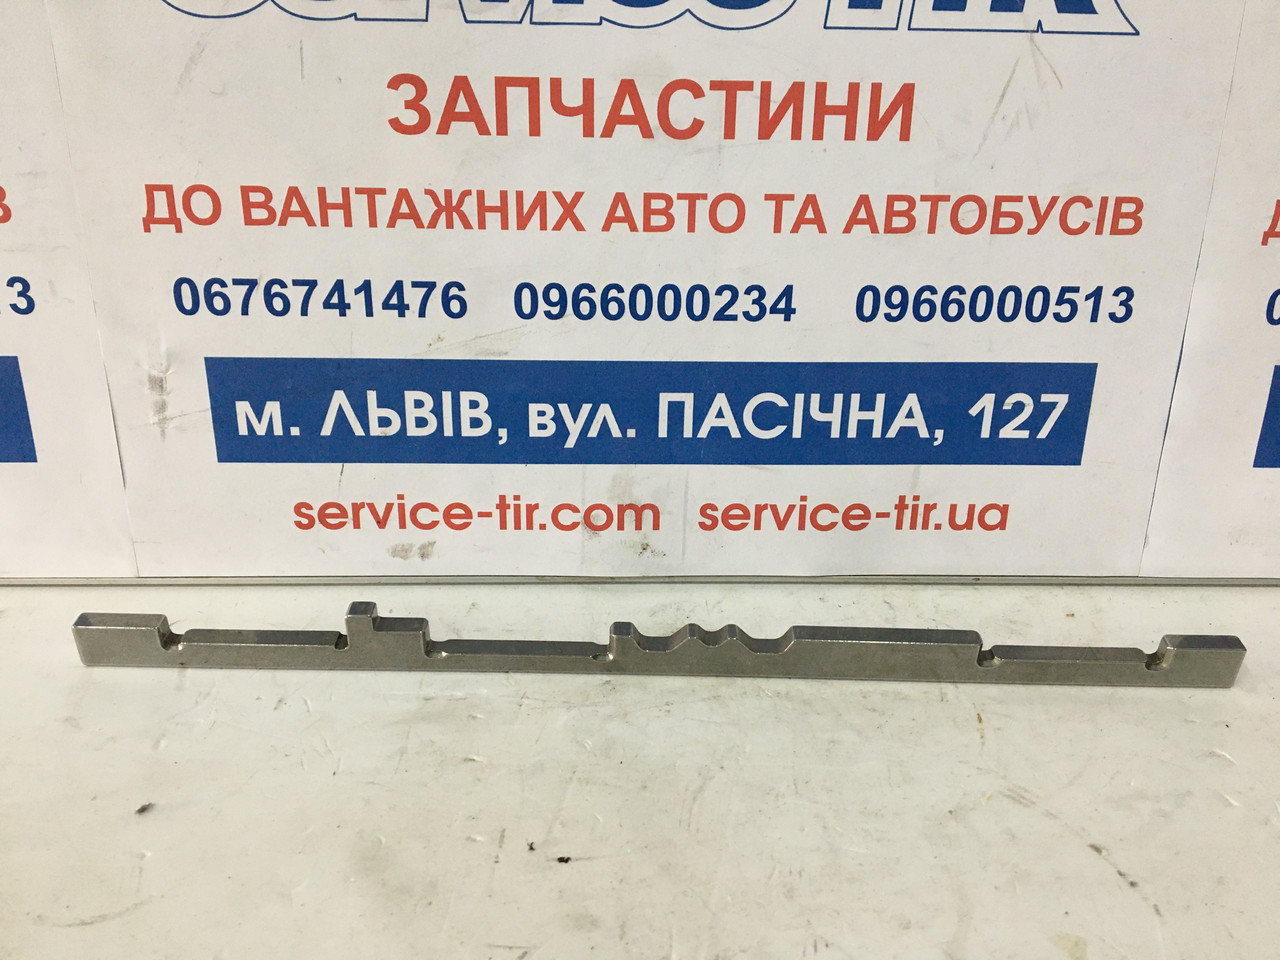 ЗАПЧАСТИНИ
В ДО ВАНТАЖНИХ АВТО ТА АВТОБУСІВ
13 0676741476 0966000234 0966000513
м. ЛЬВІВ, вул. ПАСІЧНА, 127
service-tir.com service-tir.ua